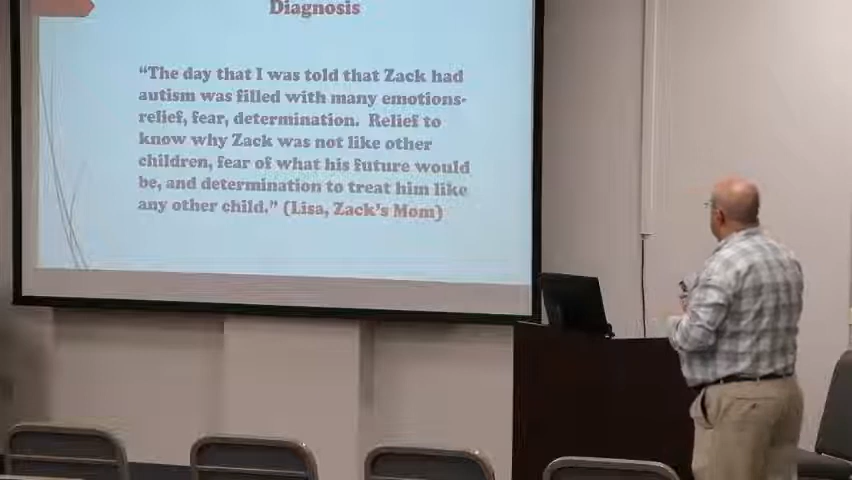 Diagnosis
“The day that I was told that Zack had
autism was filled with many emotions-
relief, fear, determination. Relief to
know why Zack was not like other
children, fear of what his future would
be, and determination to treat him like
any other child.” (Lisa, Zack’s Mom)